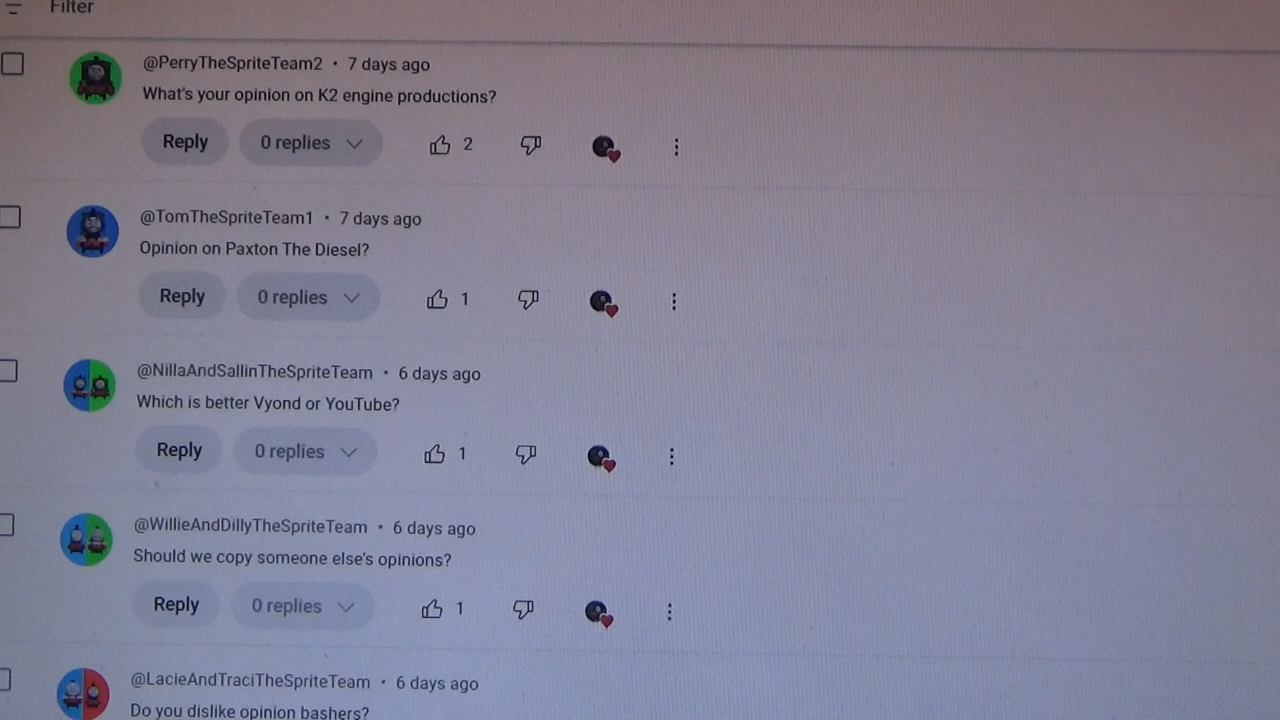 Filter
@PerryTheSpriteTeam2 • 7 days ago
What's your opinion on K2 engine productions?
Reply 0 replies 2
@TomTheSpriteTeam1 • 7 days ago
Opinion on Paxton The Diesel?
Reply 0 replies 1
@NillaAndSallinTheSpriteTeam • 6 days ago
Which is better Vyond or YouTube?
Reply 0 replies 1
@WillieAndDillyTheSpriteTeam • 6 days ago
Should we copy someone else's opinions?
Reply 0 replies 1
@LacieAndTraciTheSpriteTeam • 6 days ago
Do you dislike opinion bashers?